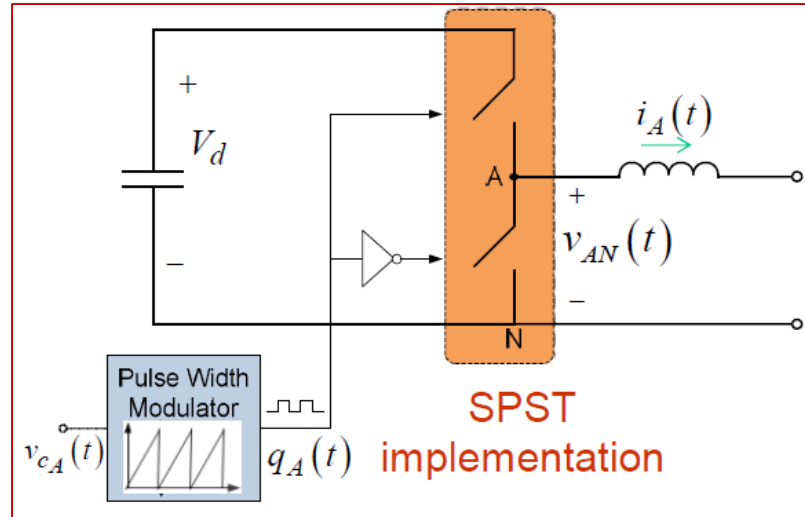 +
V_d
−
A
i_A(t)
+
v_AN(t)
−
N
Pulse Width
Modulator
v_cA(t)
q_A(t)
SPST
implementation